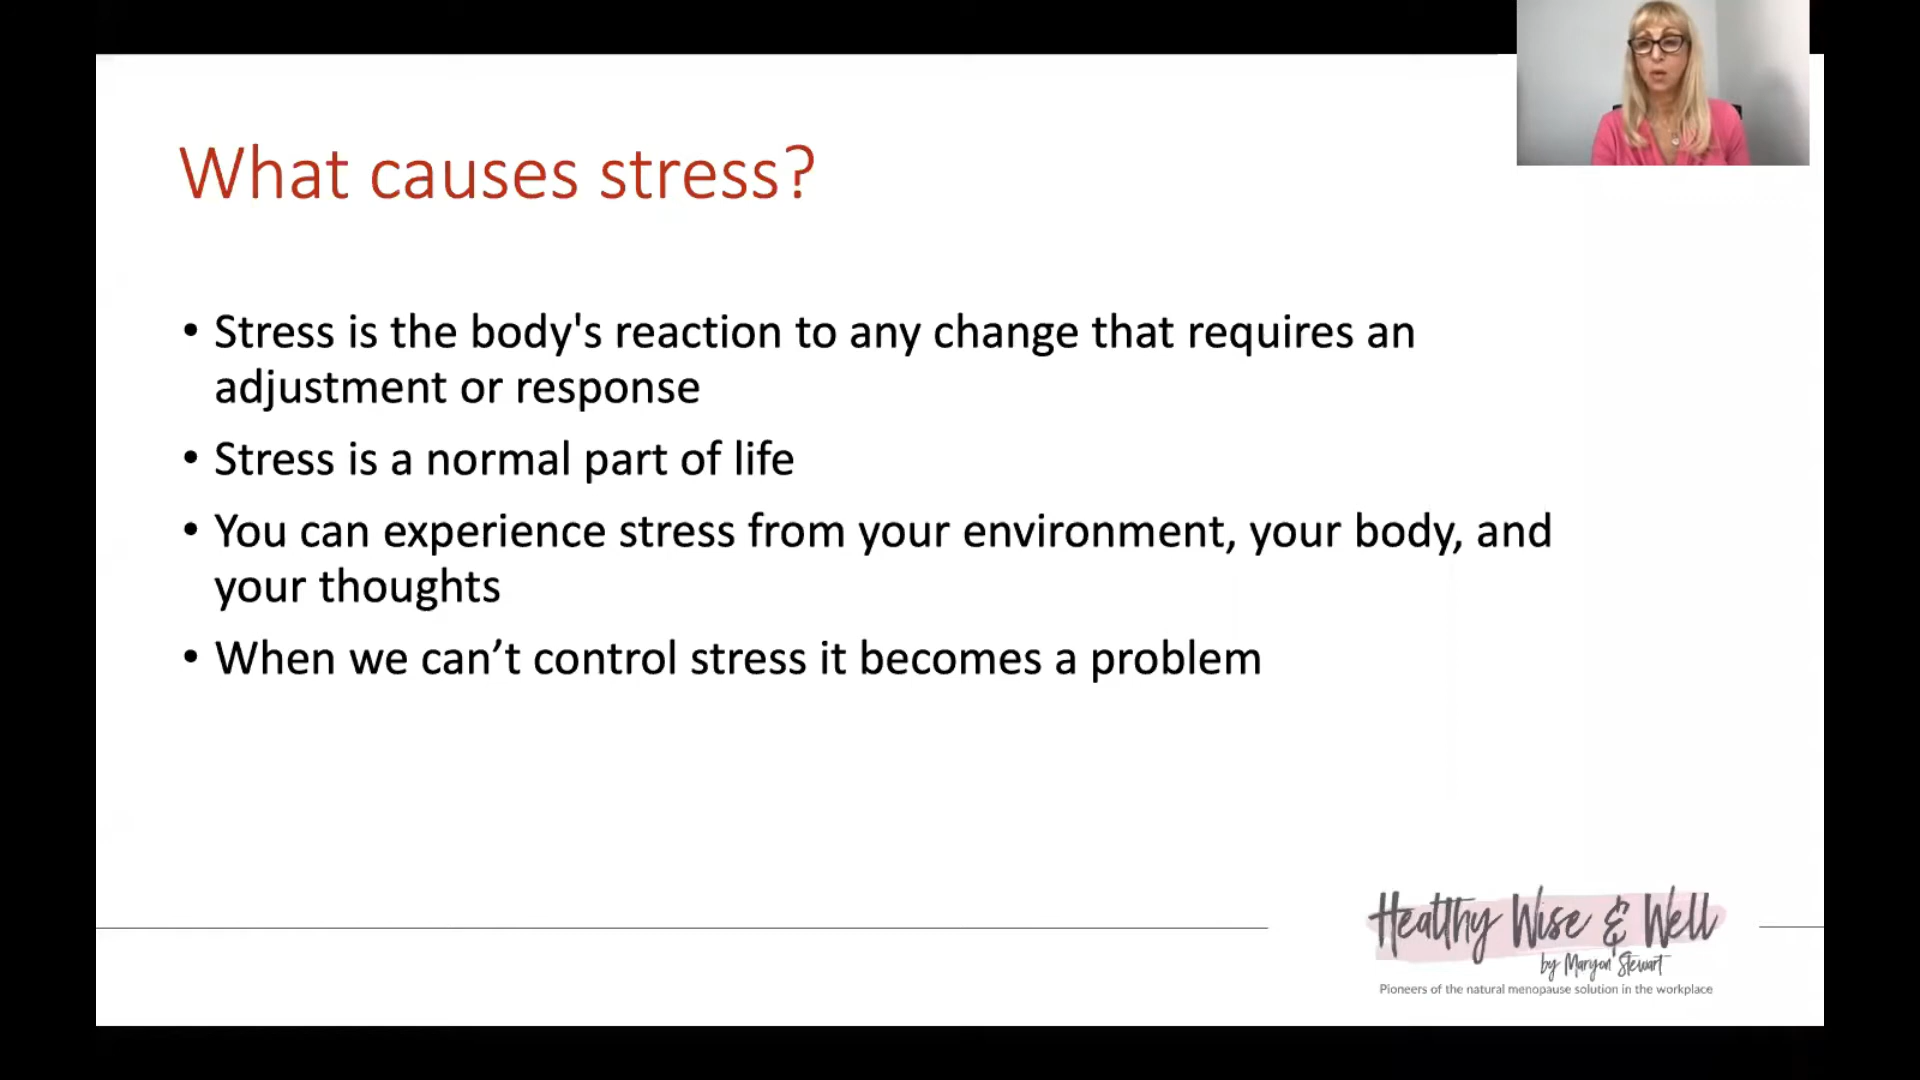 What causes stress?
• Stress is the body's reaction to any change that requires an
adjustment or response
• Stress is a normal part of life
• You can experience stress from your environment, your body, and
your thoughts
• When we can’t control stress it becomes a problem
Healthy Wise & Well
by Maryon Stewart
Pioneers of the natural menopause solution in the workplace